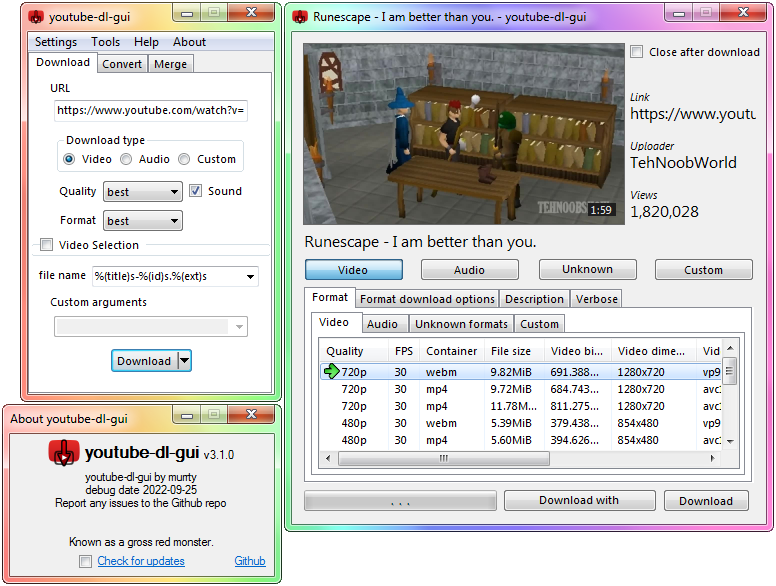 youtube-dl-gui
Settings Tools Help About
Download Convert Merge
URL
https://www.youtube.com/watch?v=
Download type
Video Audio Custom
Quality best Sound
Format best
Video Selection
file name %(title)s-%(id)s.%(ext)s
Custom arguments
Download
About youtube-dl-gui
youtube-dl-gui v3.1.0
youtube-dl-gui by murrty
debug date 2022-09-25
Report any issues to the Github repo
Known as a gross red monster.
Check for updates Github
Runescape - I am better than you. - youtube-dl-gui
TEHNOOBS
1:59
Close after download
Link
https://www.youtu
Uploader
TehNoobWorld
Views
1,820,028
Runescape - I am better than you.
Video Audio Unknown Custom
Format Format download options Description Verbose
Video Audio Unknown formats Custom
Quality FPS Container File size Video bi... Video dime... Vid
720p 30 webm 9.82MiB 691.388... 1280x720 vp9
720p 30 mp4 9.72MiB 684.743... 1280x720 avc1
720p 30 mp4 11.78M... 811.275... 1280x720 avc1
480p 30 webm 5.39MiB 379.438... 854x480 vp9
480p 30 mp4 5.60MiB 394.626... 854x480 avc1
. . . Download with Download